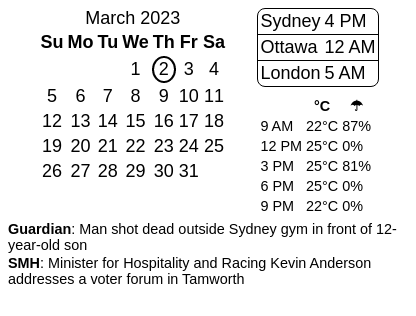 March 2023
Su Mo Tu We Th Fr Sa
1 2 3 4
5 6 7 8 9 10 11
12 13 14 15 16 17 18
19 20 21 22 23 24 25
26 27 28 29 30 31
Sydney 4 PM
Ottawa 12 AM
London 5 AM
°C ☂
9 AM 22°C 87%
12 PM 25°C 0%
3 PM 25°C 81%
6 PM 25°C 0%
9 PM 22°C 0%
Guardian: Man shot dead outside Sydney gym in front of 12-
year-old son
SMH: Minister for Hospitality and Racing Kevin Anderson
addresses a voter forum in Tamworth